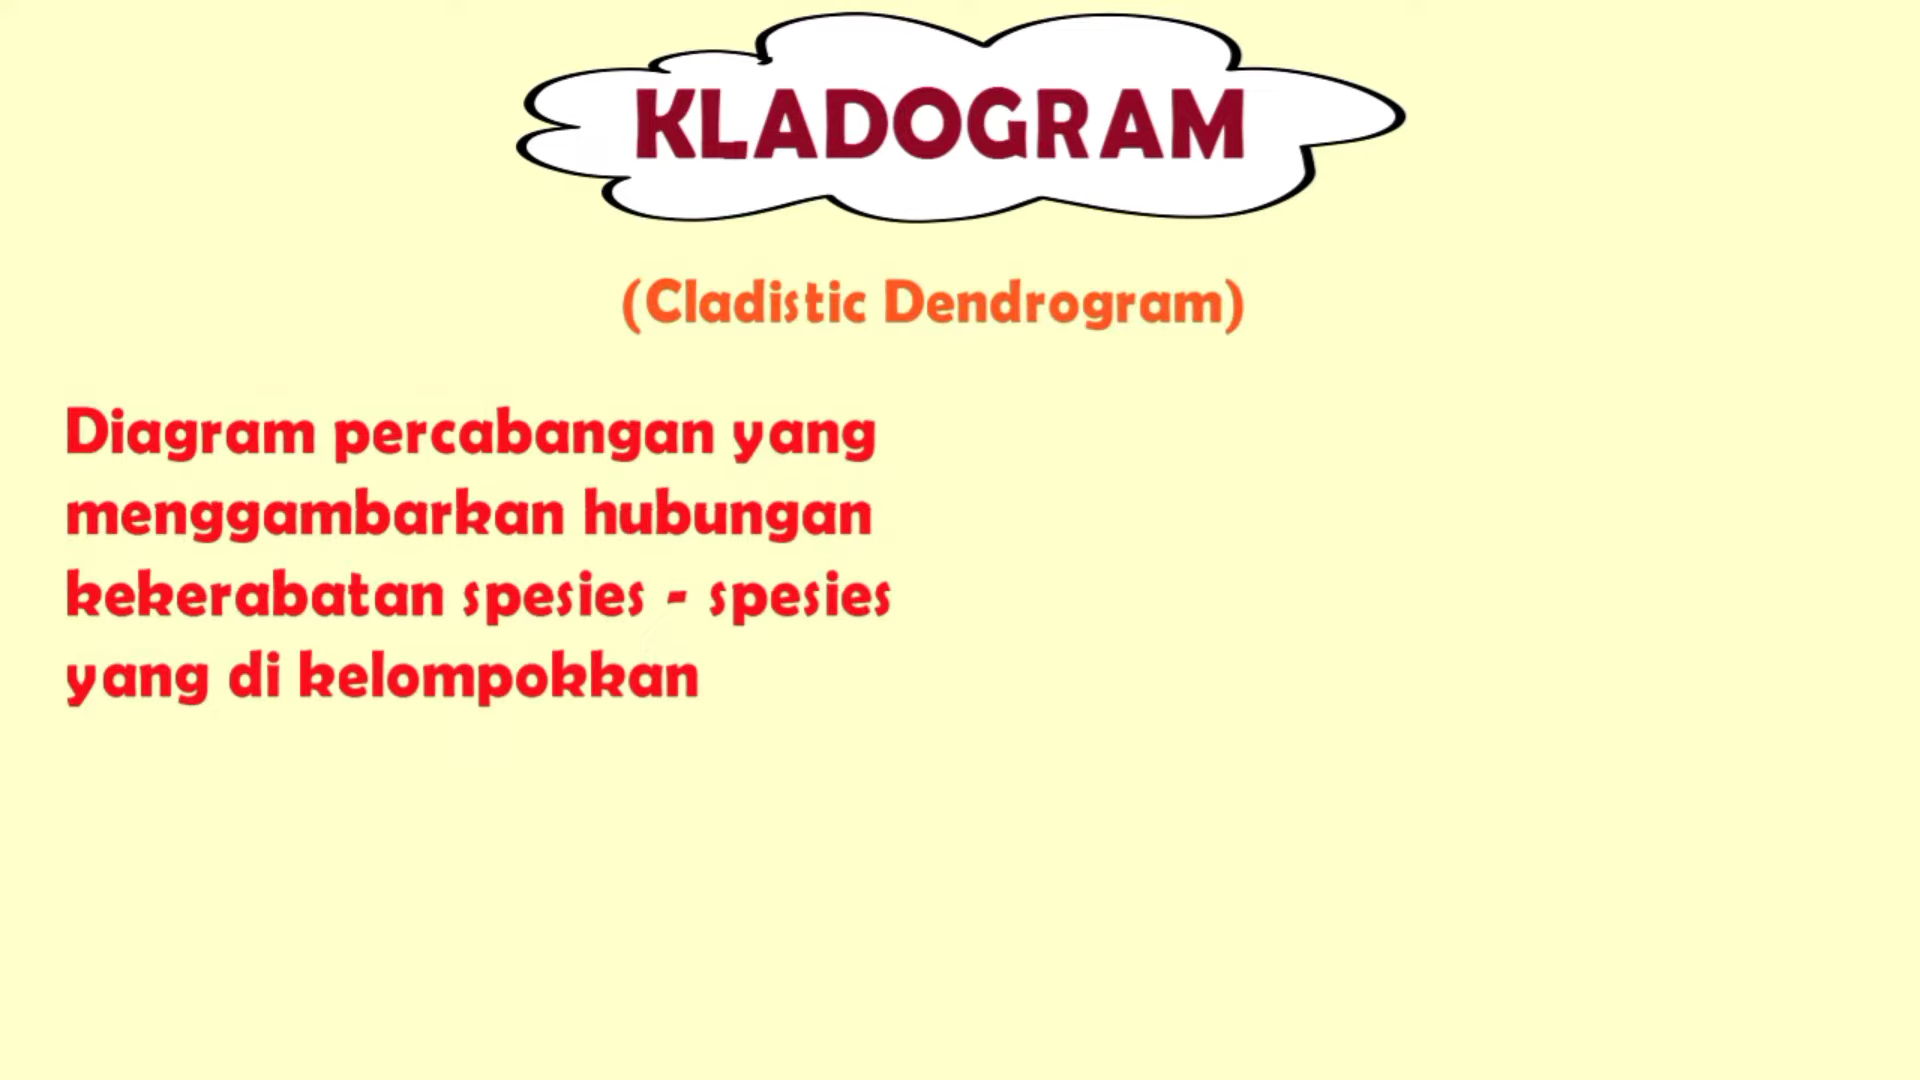 KLADOGRAM
(Cladistic Dendrogram)
Diagram percabangan yang
menggambarkan hubungan
kekerabatan spesies - spesies
yang di kelompokkan